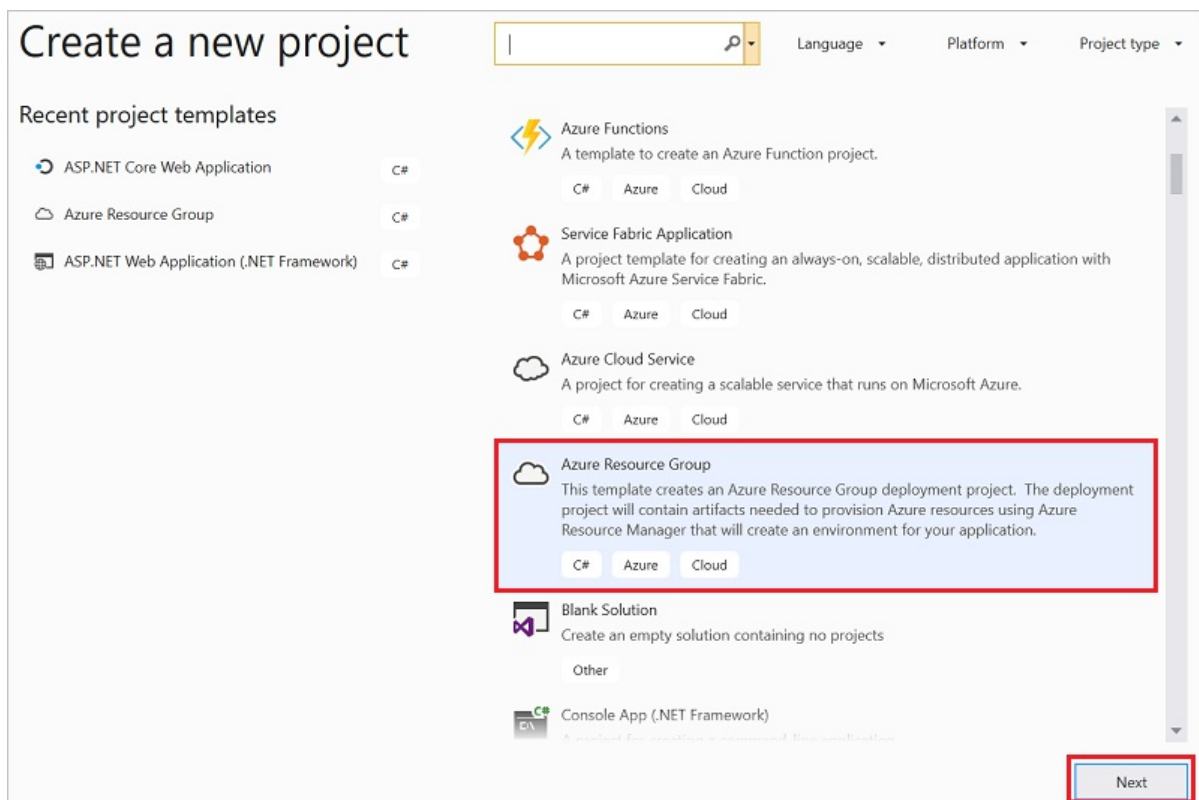 Create a new project
Language
Platform
Project type
Recent project templates
ASP.NET Core Web Application
C#
Azure Resource Group
C#
ASP.NET Web Application (.NET Framework)
C#
Azure Functions
A template to create an Azure Function project.
C# Azure Cloud
Service Fabric Application
A project template for creating an always-on, scalable, distributed application with
Microsoft Azure Service Fabric.
C# Azure Cloud
Azure Cloud Service
A project for creating a scalable service that runs on Microsoft Azure.
C# Azure Cloud
Azure Resource Group
This template creates an Azure Resource Group deployment project. The deployment
project will contain artifacts needed to provision Azure resources using Azure
Resource Manager that will create an environment for your application.
C# Azure Cloud
Blank Solution
Create an empty solution containing no projects
Other
C#
C:\
Console App (.NET Framework)
A project for creating a command-line application
Next